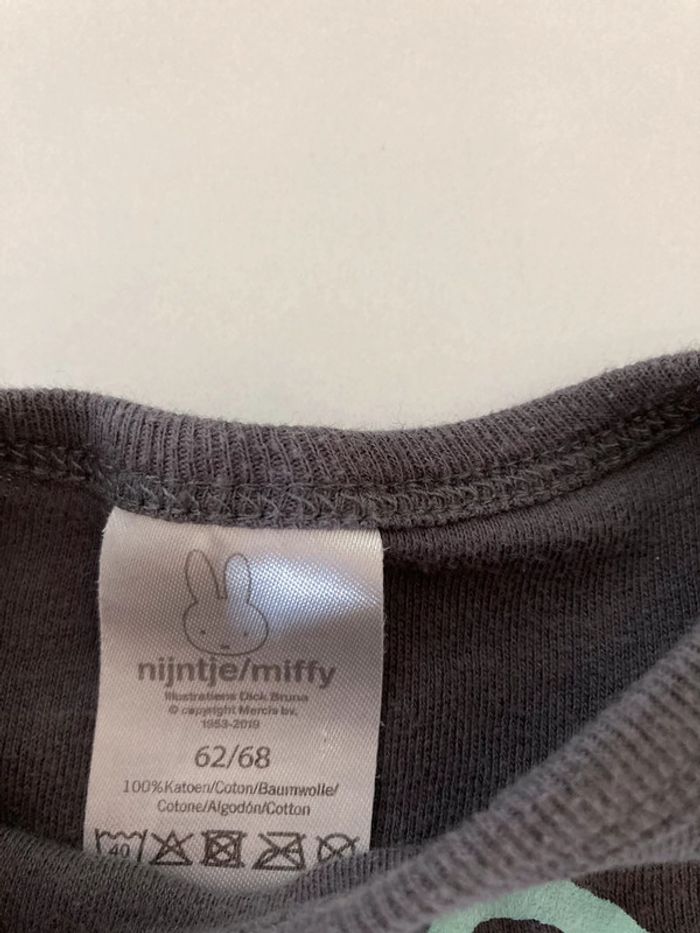 nijntje/miffy
Illustrations Dick Bruna
© copyright Mercis bv,
1953-2019
62/68
100%Katoen/Coton/Baumwolle/
Cotone/Algodón/Cotton
40